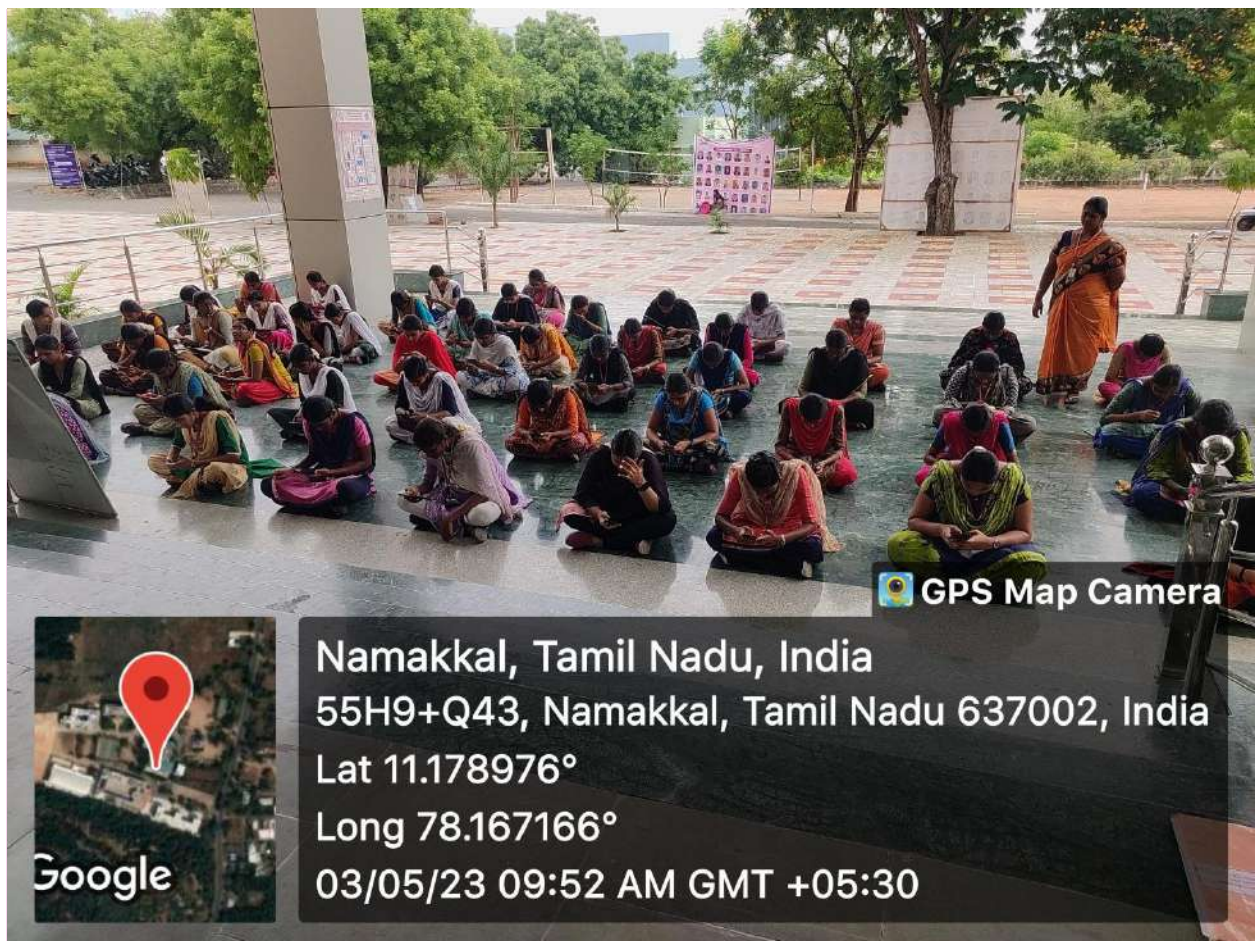 GPS Map Camera
Namakkal, Tamil Nadu, India
55H9+Q43, Namakkal, Tamil Nadu 637002, India
Lat 11.178976°
Long 78.167166°
03/05/23 09:52 AM GMT +05:30
Google